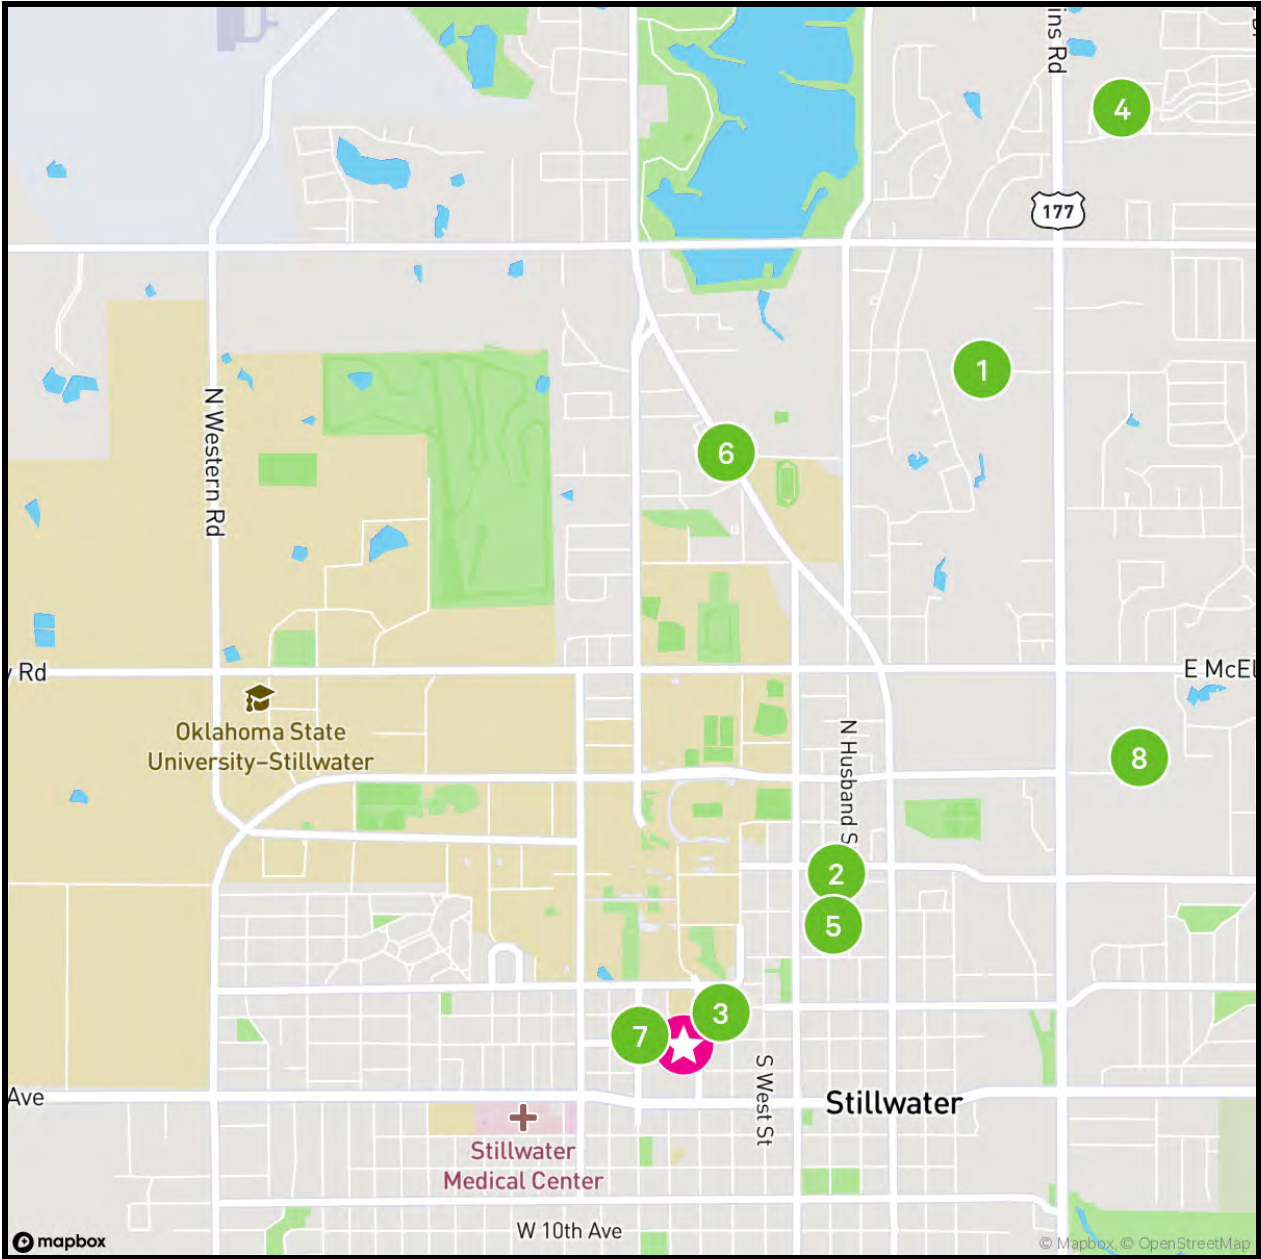 ins Rd
4
177
1
N Western Rd
6
y Rd
E McEl
Oklahoma State
University–Stillwater
N Husband S
8
2
5
3
7
S West St
Ave
Stillwater
Stillwater
Medical Center
W 10th Ave
mapbox
© Mapbox, © OpenStreetMap